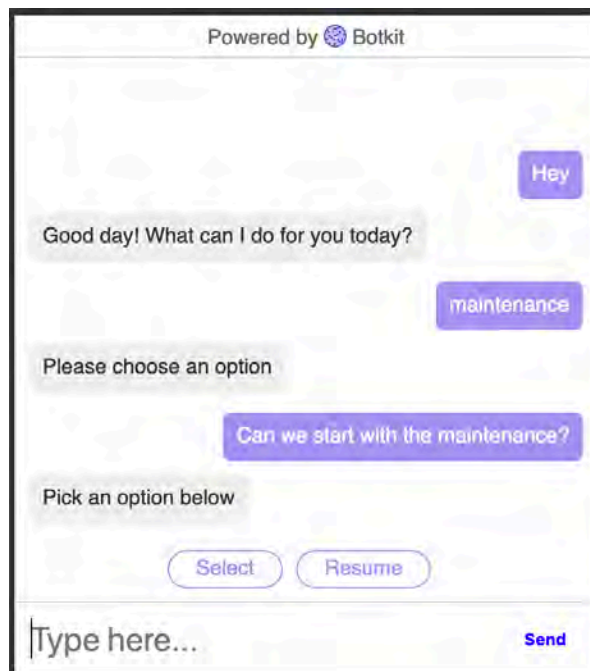 Powered by Botkit
Hey
Good day! What can I do for you today?
maintenance
Please choose an option
Can we start with the maintenance?
Pick an option below
Select Resume
Type here... Send